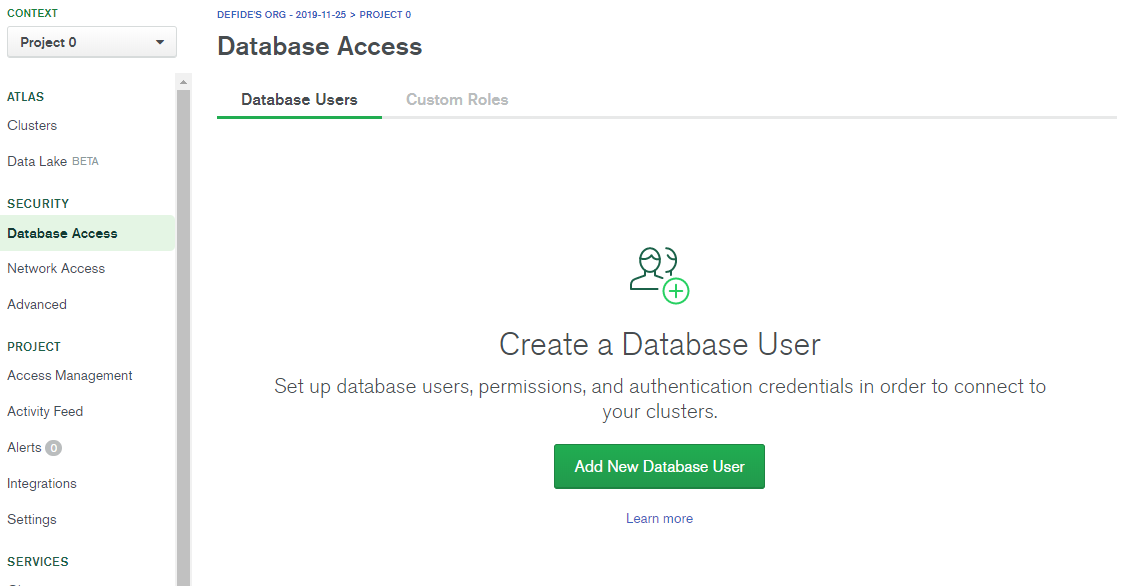 CONTEXT
Project 0
ATLAS
Clusters
Data Lake BETA
SECURITY
Database Access
Network Access
Advanced
PROJECT
Access Management
Activity Feed
Alerts 0
Integrations
Settings
SERVICES
DEFIDE'S ORG - 2019-11-25 > PROJECT 0
Database Access
Database Users Custom Roles
Create a Database User
Set up database users, permissions, and authentication credentials in order to connect to
your clusters.
Add New Database User
Learn more